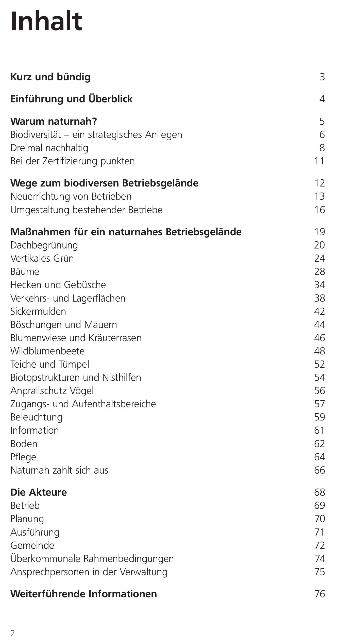 Inhalt
Kurz und bündig 3
Einführung und Überblick 4
Warum naturnah? 5
Biodiversität – ein strategisches Anliegen 6
Dreimal nachhaltig 8
Bei der Zertifizierung punkten 11
Wege zum biodiversen Betriebsgelände 12
Neuerrichtung von Betrieben 13
Umgestaltung bestehender Betriebe 16
Maßnahmen für ein naturnahes Betriebsgelände 19
Dachbegrünung 20
Vertikales Grün 24
Bäume 28
Hecken und Gebüsche 34
Verkehrs- und Lagerflächen 38
Sickermulden 42
Böschungen und Mauern 44
Blumenwiese und Kräuterrasen 46
Wildblumenbeete 48
Teiche und Tümpel 52
Biotopstrukturen und Nisthilfen 54
Anprallschutz Vögel 56
Zugangs- und Aufenthaltsbereiche 57
Beleuchtung 59
Information 61
Boden 62
Pflege 64
Naturnah zahlt sich aus 66
Die Akteure 68
Betrieb 69
Planung 70
Ausführung 71
Gemeinde 72
Überkommunale Rahmenbedingungen 74
Ansprechpersonen in der Verwaltung 75
Weiterführende Informationen 76
2